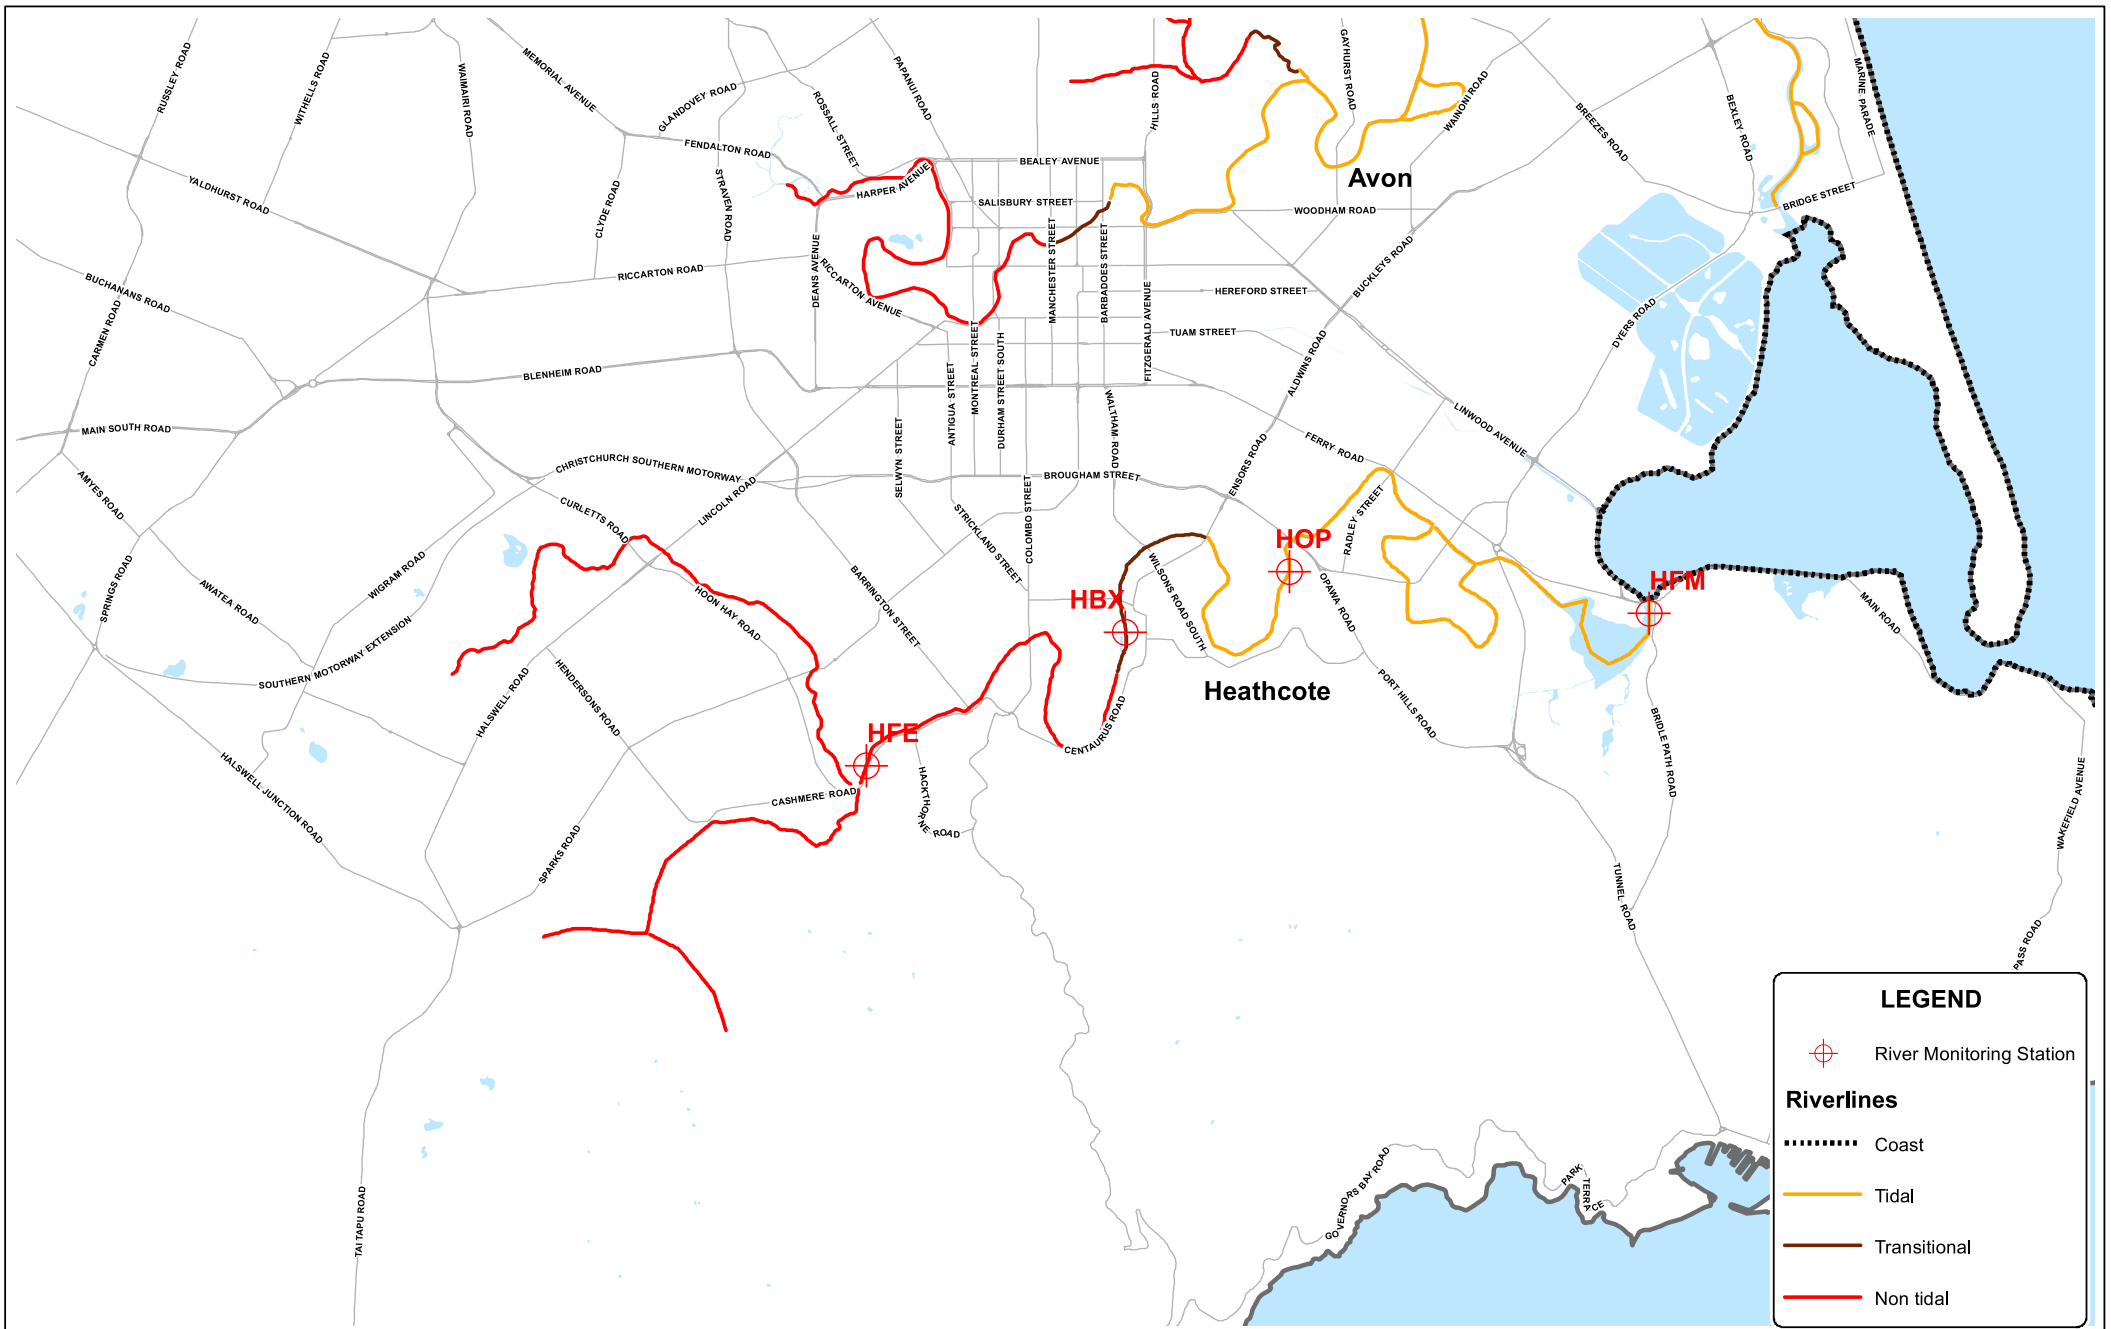 RUSSLEY ROAD
WITHELLS ROAD
WAIMAIRI ROAD
MEMORIAL AVENUE
GLANDOVEY ROAD
ROSSALL STREET
PAPANUI ROAD
HILLS ROAD
GAYHURST ROAD
WAINONI ROAD
BREEZES ROAD
BEXLEY ROAD
MARINE PARADE
FENDALTON ROAD
BEALEY AVENUE
HARPER AVENUE
Avon
YALDHURST ROAD
STRAVEN ROAD
CLYDE ROAD
SALISBURY STREET
WOODHAM ROAD
BRIDGE STREET
DEANS AVENUE
RICCARTON ROAD
RICCARTON AVENUE
MANCHESTER STREET
BARBADOES STREET
BUCKLEYS ROAD
BUCHANANS ROAD
HEREFORD STREET
CARMEN ROAD
FITZGERALD AVENUE
TUAM STREET
DYERS ROAD
BLENHEIM ROAD
ANTIGUA STREET
MONTREAL STREET
DURHAM STREET SOUTH
ALDWINS ROAD
MAIN SOUTH ROAD
SELWYN STREET
WALTHAM ROAD
LINWOOD AVENUE
FERRY ROAD
AMYES ROAD
CHRISTCHURCH SOUTHERN MOTORWAY
BROUGHAM STREET
ENSORS ROAD
LINCOLN ROAD
CURLETTS ROAD
STRICKLAND STREET
COLOMBO STREET
RADLEY STREET
HOP
SPRINGS ROAD
AWATEA ROAD
WIGRAM ROAD
HOON HAY ROAD
BARRINGTON STREET
HBX
WILSONS ROAD SOUTH
OPAWA ROAD
HFM
MAIN ROAD
SOUTHERN MOTORWAY EXTENSION
HALSWELL ROAD
HENDERSONS ROAD
Heathcote
PORT HILLS ROAD
HFE
CENTAURUS ROAD
BRIDLE PATH ROAD
HALSWELL JUNCTION ROAD
CASHMERE ROAD
HACKTHORNE ROAD
WAKEFIELD AVENUE
SPARKS ROAD
TUNNEL ROAD
PASS ROAD
TAI TAPU ROAD
GOVERNORS BAY ROAD
PARK TERRACE
LEGEND
River Monitoring Station
Riverlines
Coast
Tidal
Transitional
Non tidal